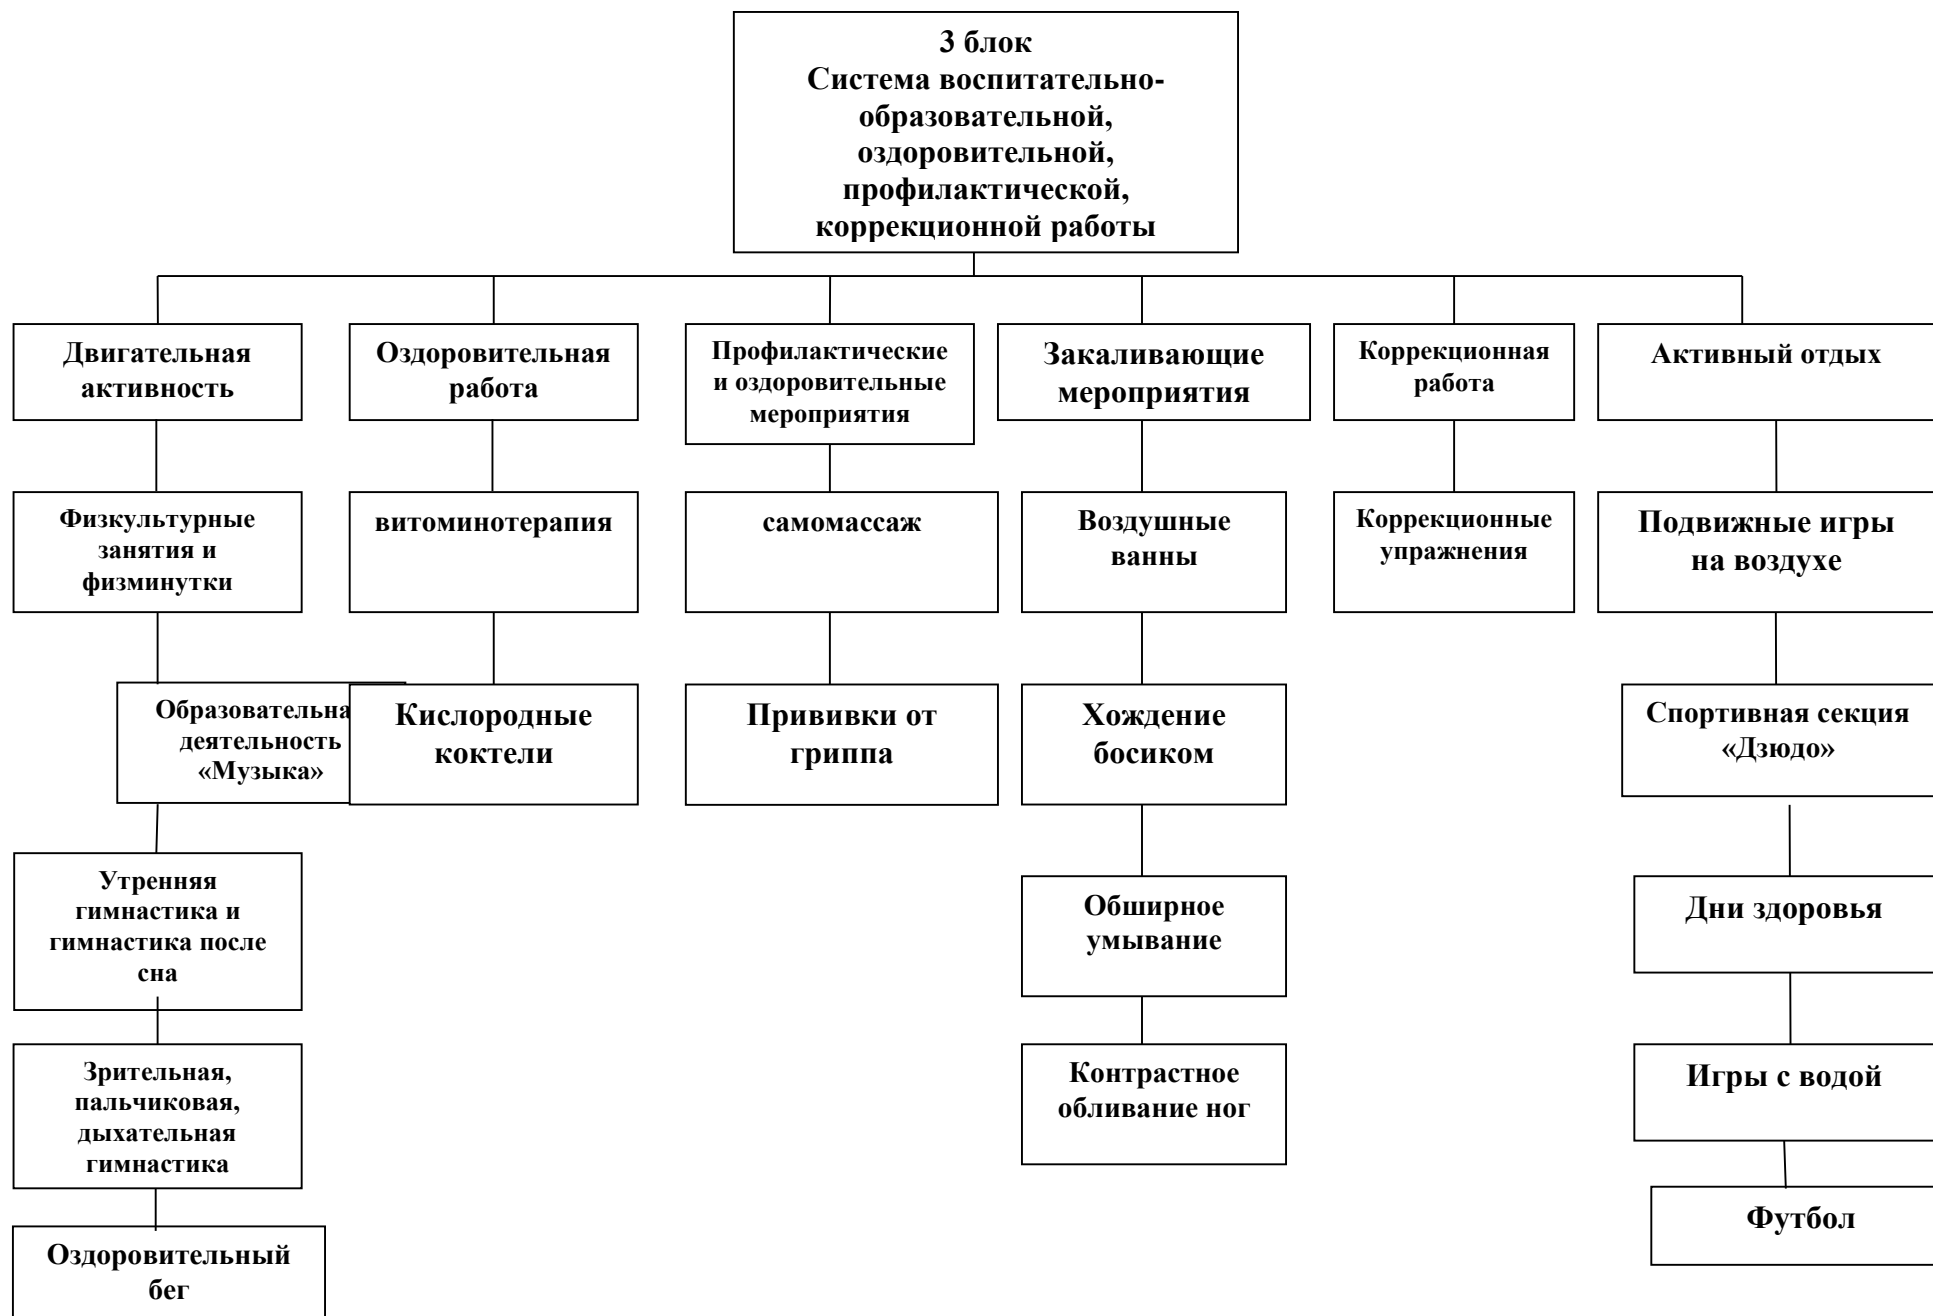 3 блок
Система воспитательно-
образовательной,
оздоровительной,
профилактической,
коррекционной работы
Двигательная
активность
Оздоровительная
работа
Профилактические
и оздоровительные
мероприятия
Закаливающие
мероприятия
Коррекционная
работа
Активный отдых
Физкультурные
занятия и
физминутки
витоминотерапия
самомассаж
Воздушные
ванны
Коррекционные
упражнения
Подвижные игры
на воздухе
Образовательна
деятельность
«Музыка»
Кислородные
коктели
Прививки от
гриппа
Хождение
босиком
Спортивная секция
«Дзюдо»
Утренняя
гимнастика и
гимнастика после
сна
Обширное
умывание
Дни здоровья
Зрительная,
пальчиковая,
дыхательная
гимнастика
Контрастное
обливание ног
Игры с водой
Оздоровительный
бег
Футбол